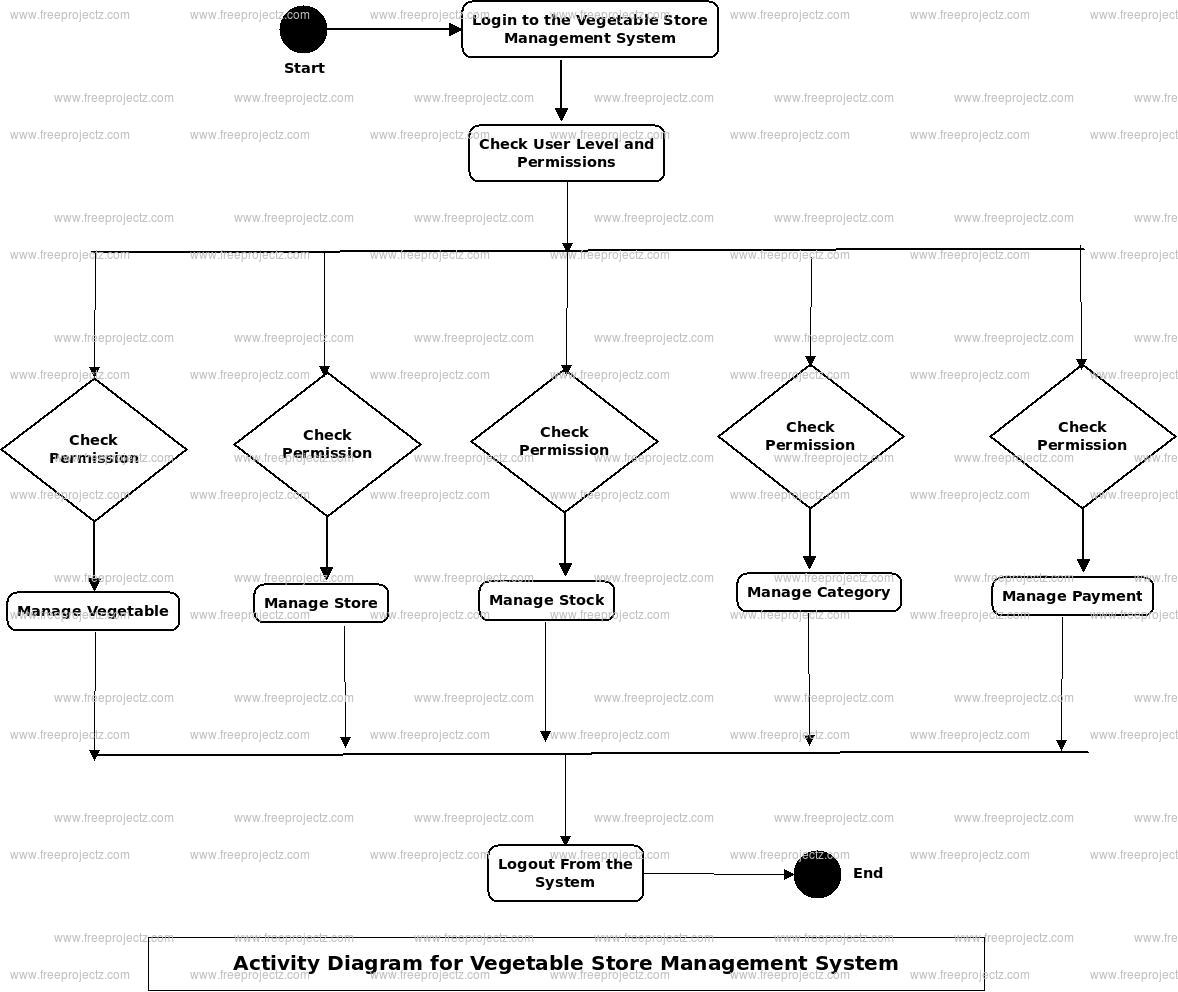 Login to the Vegetable Store
Management System
Start
Check User Level and
Permissions
Check
Permission
Check
Permission
Check
Permission
Check
Permission
Check
Permission
Manage Vegetable
Manage Store
Manage Stock
Manage Category
Manage Payment
Logout From the
System
End
Activity Diagram for Vegetable Store Management System
www.freeprojectz.com